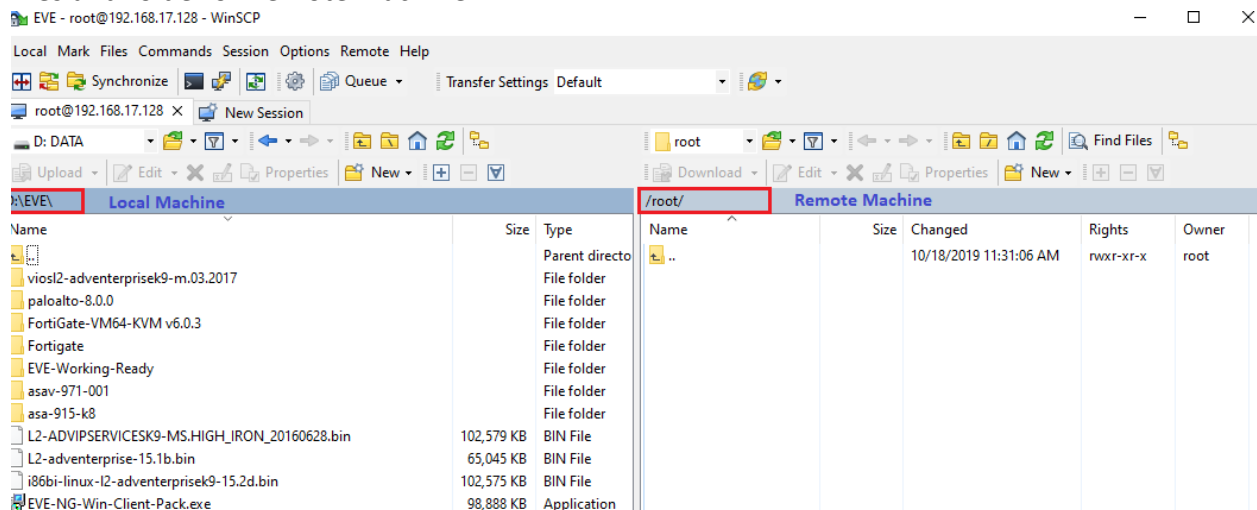 EVE - root@192.168.17.128 - WinSCP
Local Mark Files Commands Session Options Remote Help
Synchronize Queue Transfer Settings Default
root@192.168.17.128 New Session
D: DATA root Find Files
Upload Edit Properties New Download Edit Properties New
:\EVE\ Local Machine /root/ Remote Machine
Name Size Type Name Size Changed Rights Owner
.. Parent directo .. 10/18/2019 11:31:06 AM rwxr-xr-x root
viosl2-adventerprisek9-m.03.2017 File folder
paloalto-8.0.0 File folder
FortiGate-VM64-KVM v6.0.3 File folder
Fortigate File folder
EVE-Working-Ready File folder
asav-971-001 File folder
asa-915-k8 File folder
L2-ADVIPSERVICESK9-MS.HIGH_IRON_20160628.bin 102,579 KB BIN File
L2-adventerprise-15.1b.bin 65,045 KB BIN File
i86bi-linux-l2-adventerprisek9-15.2d.bin 102,575 KB BIN File
EVE-NG-Win-Client-Pack.exe 98,888 KB Application